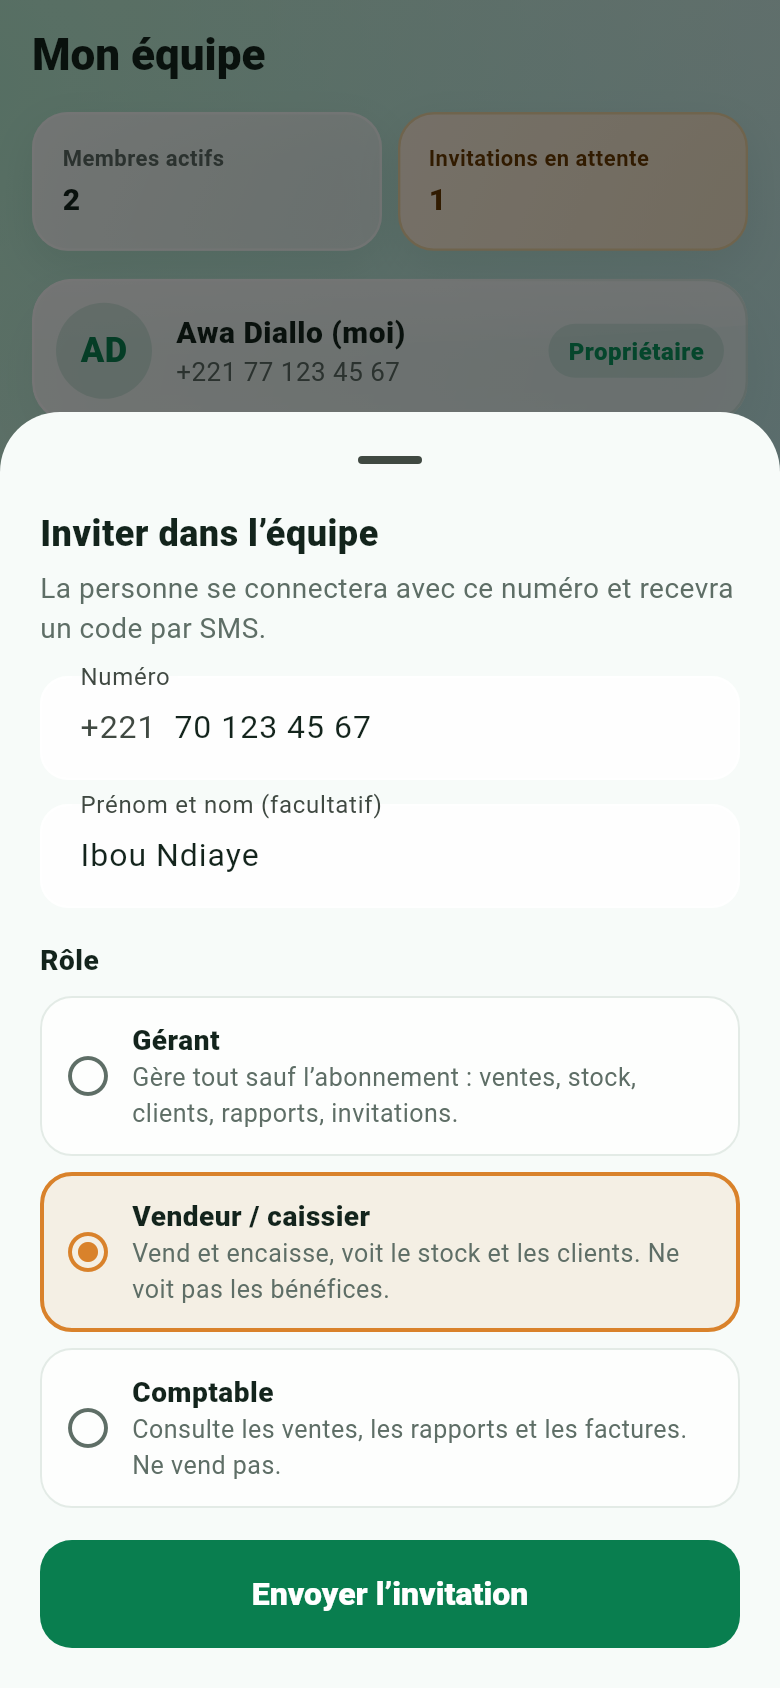 Mon équipe
Membres actifs
2
Invitations en attente
1
AD
Awa Diallo (moi)
+221 77 123 45 67
Propriétaire
Inviter dans l’équipe
La personne se connectera avec ce numéro et recevra
un code par SMS.
Numéro
+221 70 123 45 67
Prénom et nom (facultatif)
Ibou Ndiaye
Rôle
Gérant
Gère tout sauf l’abonnement : ventes, stock,
clients, rapports, invitations.
Vendeur / caissier
Vend et encaisse, voit le stock et les clients. Ne
voit pas les bénéfices.
Comptable
Consulte les ventes, les rapports et les factures.
Ne vend pas.
Envoyer l’invitation